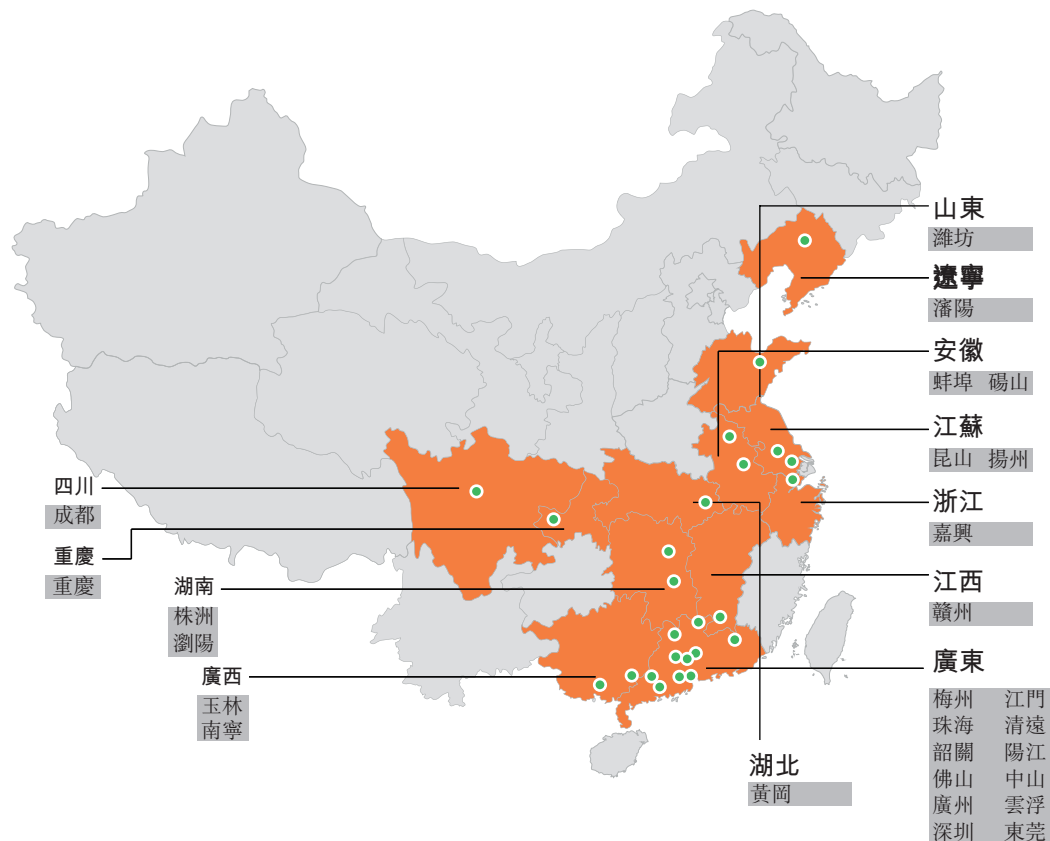 山東
濰坊
遼寧
瀋陽
安徽
蚌埠 碭山
江蘇
昆山 揚州
浙江
嘉興
江西
贛州
廣東
梅州 江門
珠海 清遠
韶關 陽江
佛山 中山
廣州 雲浮
深圳 東莞
湖北
黃岡
四川
成都
重慶
重慶
湖南
株洲
瀏陽
廣西
玉林
南寧